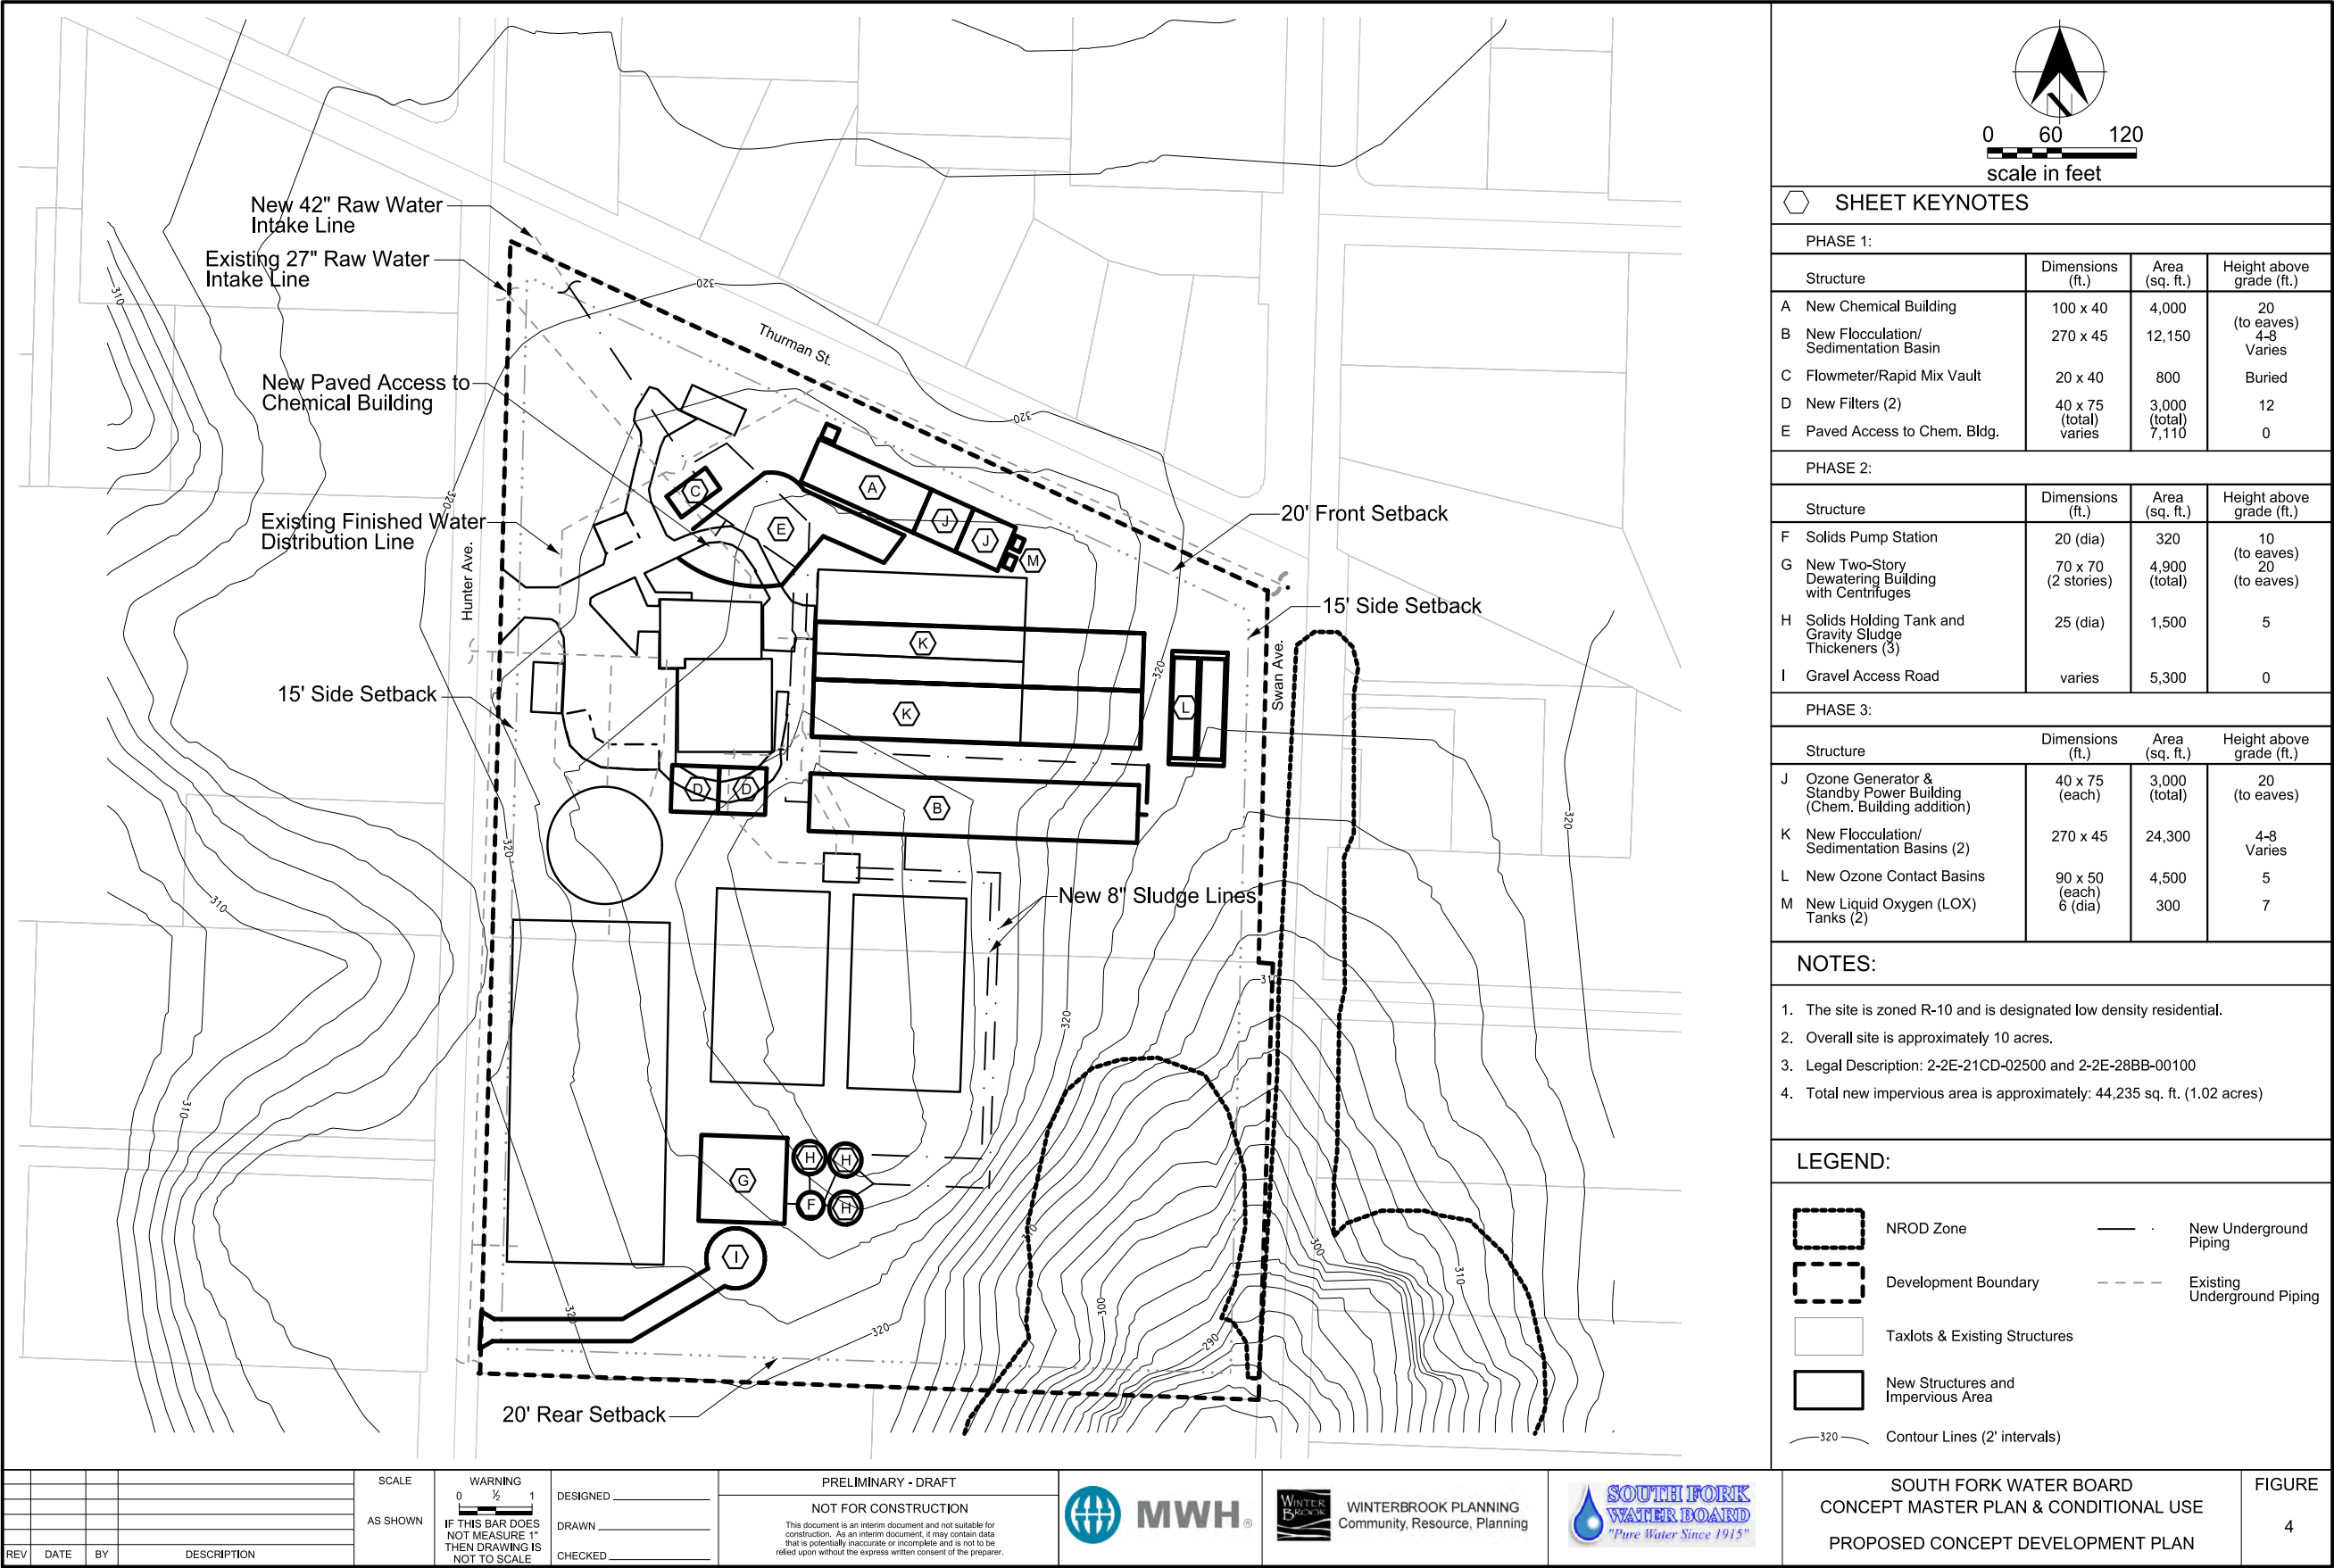 New 42" Raw Water
Intake Line
Existing 27" Raw Water
Intake Line
New Paved Access to
Chemical Building
Existing Finished Water
Distribution Line
15' Side Setback
20' Front Setback
15' Side Setback
New 8" Sludge Lines
20' Rear Setback
Thurman St.
Hunter Ave.
Swan Ave.
310
320
320
320
320
320
320
320
320
320
320
310
310
310
310
300
300
310
290
A
J
J
M
C
E
K
K
L
D
D
B
G
H
H
H
F
I
N
0 60 120
scale in feet
SHEET KEYNOTES
PHASE 1:
Structure Dimensions (ft.) Area (sq. ft.) Height above grade (ft.)
A New Chemical Building 100 x 40 4,000 20 (to eaves)
B New Flocculation/ Sedimentation Basin 270 x 45 12,150 4-8 Varies
C Flowmeter/Rapid Mix Vault 20 x 40 800 Buried
D New Filters (2) 40 x 75 (total) 3,000 (total) 12
E Paved Access to Chem. Bldg. varies 7,110 0
PHASE 2:
Structure Dimensions (ft.) Area (sq. ft.) Height above grade (ft.)
F Solids Pump Station 20 (dia) 320 10 (to eaves)
G New Two-Story Dewatering Building with Centrifuges 70 x 70 (2 stories) 4,900 (total) 20 (to eaves)
H Solids Holding Tank and Gravity Sludge Thickeners (3) 25 (dia) 1,500 5
I Gravel Access Road varies 5,300 0
PHASE 3:
Structure Dimensions (ft.) Area (sq. ft.) Height above grade (ft.)
J Ozone Generator & Standby Power Building (Chem. Building addition) 40 x 75 (each) 3,000 (total) 20 (to eaves)
K New Flocculation/ Sedimentation Basins (2) 270 x 45 24,300 4-8 Varies
L New Ozone Contact Basins 90 x 50 (each) 4,500 5
M New Liquid Oxygen (LOX) Tanks (2) 6 (dia) 300 7
NOTES:
1. The site is zoned R-10 and is designated low density residential.
2. Overall site is approximately 10 acres.
3. Legal Description: 2-2E-21CD-02500 and 2-2E-28BB-00100
4. Total new impervious area is approximately: 44,235 sq. ft. (1.02 acres)
LEGEND:
NROD Zone
New Underground
Piping
Development Boundary
Existing
Underground Piping
Taxlots & Existing Structures
New Structures and
Impervious Area
320 Contour Lines (2' intervals)
REV DATE BY DESCRIPTION
SCALE
AS SHOWN
WARNING
0 ½ 1
IF THIS BAR DOES
NOT MEASURE 1"
THEN DRAWING IS
NOT TO SCALE
DESIGNED
DRAWN
CHECKED
PRELIMINARY - DRAFT
NOT FOR CONSTRUCTION
This document is an interim document and not suitable for
construction. As an interim document, it may contain data
that is potentially inaccurate or incomplete and is not to be
relied upon without the express written consent of the preparer.
MWH®
WINTER
BROOK
WINTERBROOK PLANNING
Community, Resource, Planning
SOUTH FORK
WATER BOARD
"Pure Water Since 1915"
SOUTH FORK WATER BOARD
CONCEPT MASTER PLAN & CONDITIONAL USE
PROPOSED CONCEPT DEVELOPMENT PLAN
FIGURE
4